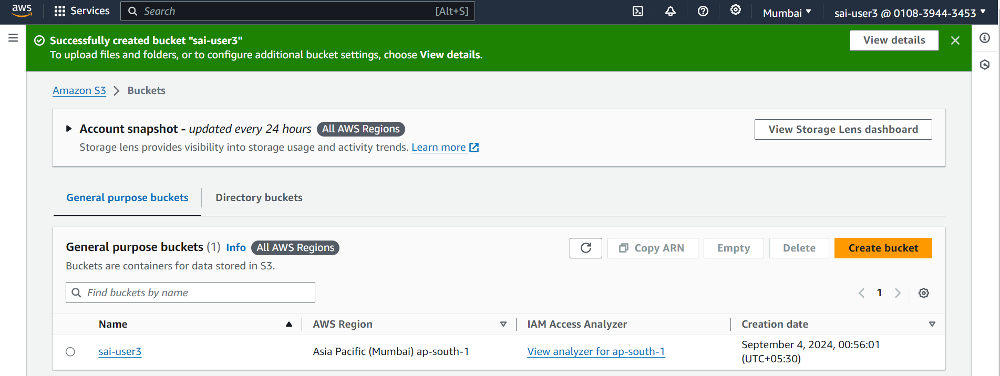 aws Services Search [Alt+S] Mumbai sai-user3 @ 0108-3944-3453
Successfully created bucket "sai-user3"
To upload files and folders, or to configure additional bucket settings, choose View details.
View details
Amazon S3 Buckets
Account snapshot - updated every 24 hours All AWS Regions
Storage lens provides visibility into storage usage and activity trends. Learn more
View Storage Lens dashboard
General purpose buckets Directory buckets
General purpose buckets (1) Info All AWS Regions
Buckets are containers for data stored in S3.
Copy ARN Empty Delete Create bucket
Find buckets by name
1
Name AWS Region IAM Access Analyzer Creation date
sai-user3 Asia Pacific (Mumbai) ap-south-1 View analyzer for ap-south-1 September 4, 2024, 00:56:01
(UTC+05:30)